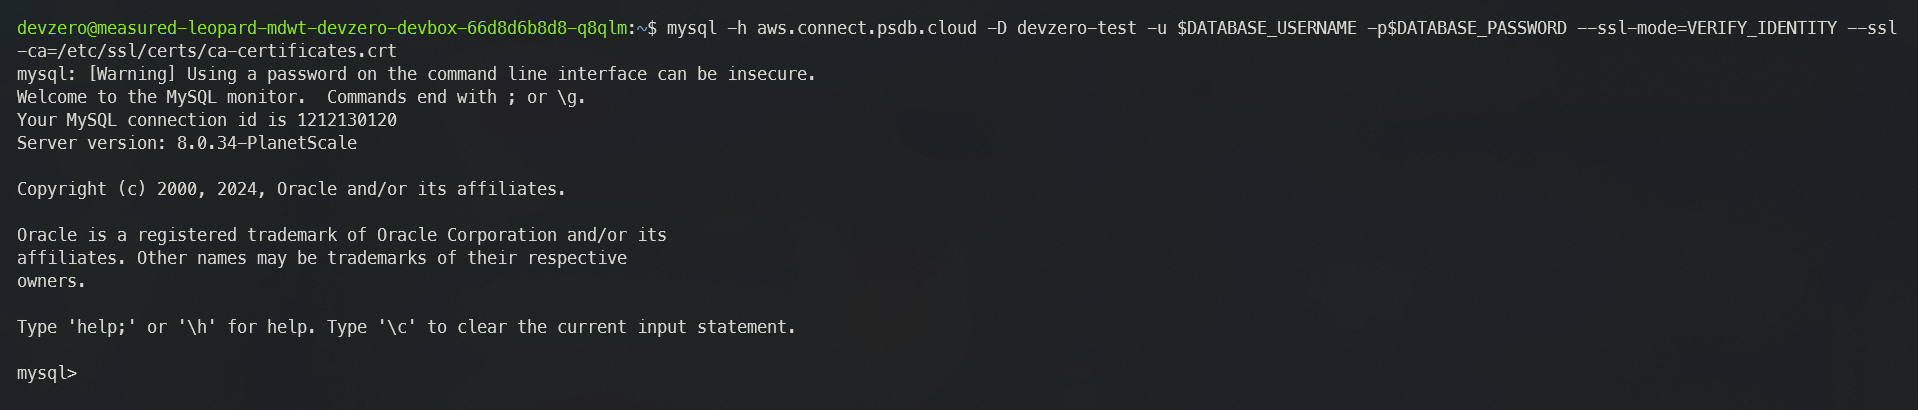 devzero@measured-leopard-mdwt-devzero-devbox-66d8d6b8d8-q8qlm:~$ mysql -h aws.connect.psdb.cloud -D devzero-test -u $DATABASE_USERNAME -p$DATABASE_PASSWORD --ssl-mode=VERIFY_IDENTITY --ssl
-ca=/etc/ssl/certs/ca-certificates.crt
mysql: [Warning] Using a password on the command line interface can be insecure.
Welcome to the MySQL monitor.  Commands end with ; or \g.
Your MySQL connection id is 1212130120
Server version: 8.0.34-PlanetScale

Copyright (c) 2000, 2024, Oracle and/or its affiliates.

Oracle is a registered trademark of Oracle Corporation and/or its
affiliates. Other names may be trademarks of their respective
owners.

Type 'help;' or '\h' for help. Type '\c' to clear the current input statement.

mysql>